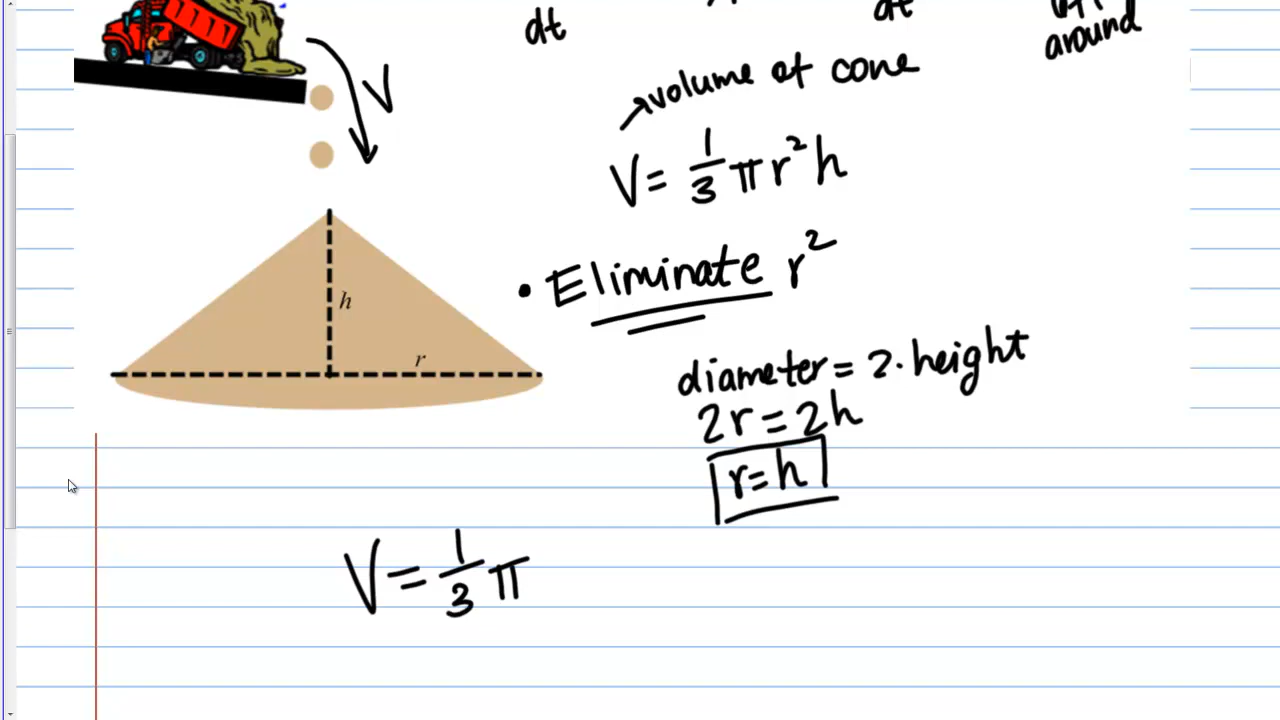 dt
dt
around
volume of cone
V
V = 1/3 π r² h
• Eliminate r²
h
r
diameter = 2·height
2r = 2h
r = h
V = 1/3 π